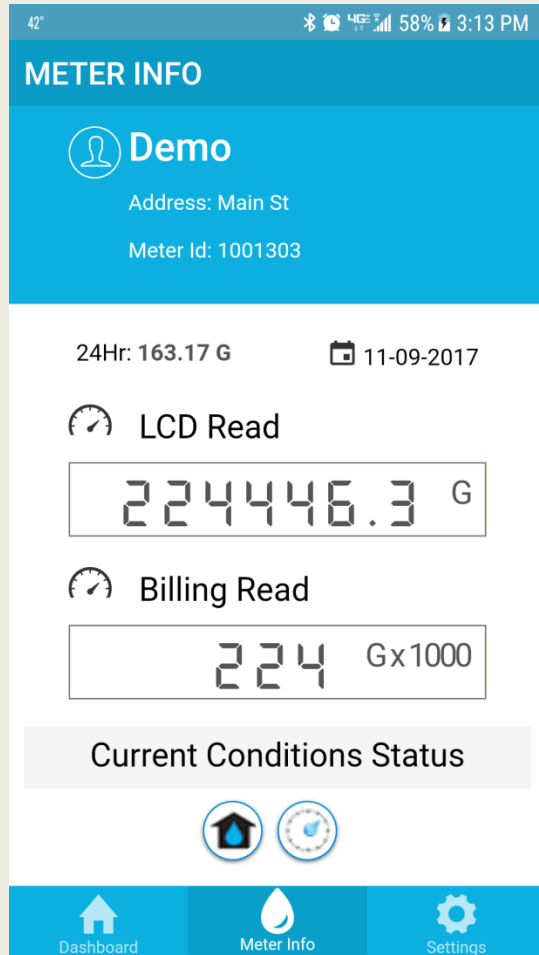 42° 4G 58% 3:13 PM
METER INFO
Demo
Address: Main St
Meter Id: 1001303
24Hr: 163.17 G 11-09-2017
LCD Read
224446.3 G
Billing Read
224 Gx1000
Current Conditions Status
Dashboard Meter Info Settings